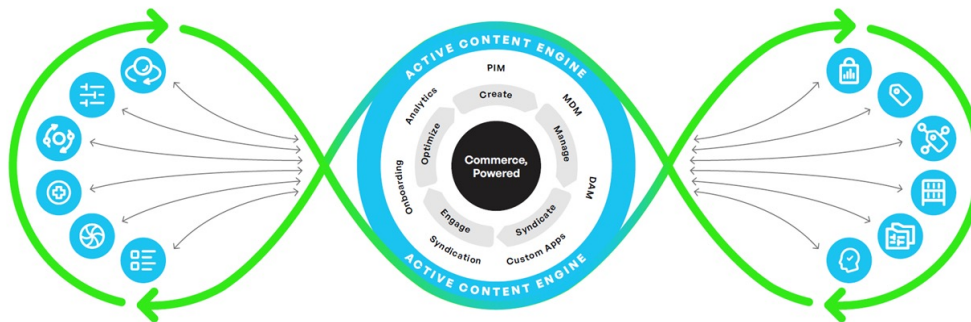 ACTIVE CONTENT ENGINE
PIM
MDM
DAM
Custom Apps
Syndication
Onboarding
Analytics
Create
Manage
Syndicate
Engage
Optimize
Commerce,
Powered
ACTIVE CONTENT ENGINE